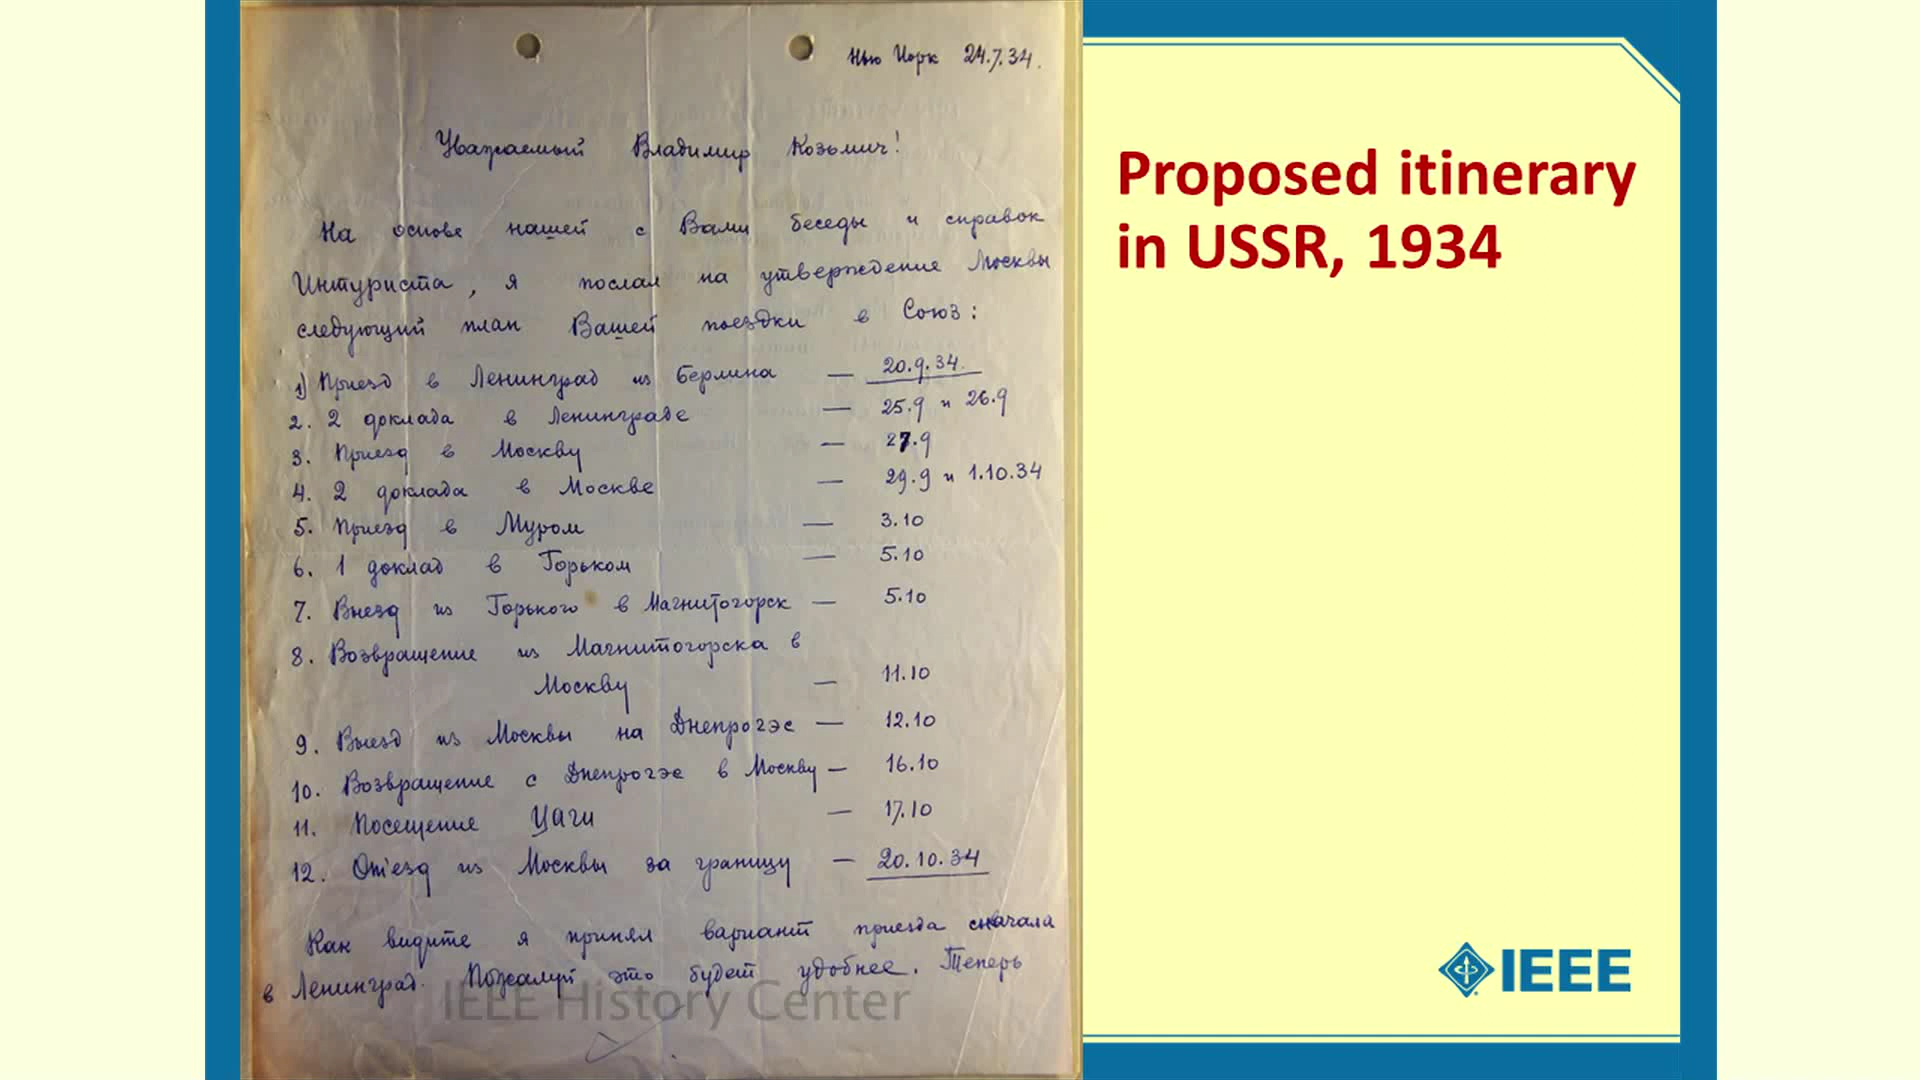 Нью Иорк 24.7.34.
Уважаемый Владимир Козьмич!
На основе нашей с Вами беседы и справок
Интуриста, я послал на утверждение Москвы
следующий план Вашей поездки в Союз:
1) Приезд в Ленинград из Берлина — 20.9.34.
2. 2 доклада в Ленинграде — 25.9 и 26.9
3. Приезд в Москву — 27.9
4. 2 доклада в Москве — 29.9 и 1.10.34
5. Приезд в Муром — 3.10
6. 1 доклад в Горьком — 5.10
7. Выезд из Горького в Магнитогорск — 5.10
8. Возвращение из Магнитогорска в
Москву — 11.10
9. Выезд из Москвы на Днепрогэс — 12.10
10. Возвращение с Днепрогэс в Москву — 16.10
11. Посещение Цаги — 17.10
12. От'езд из Москвы за границу — 20.10.34
Как видите я принял вариант приезда сначала
в Ленинград. Пожалуй это будет удобнее. Теперь
IEEE History Center
Proposed itinerary
in USSR, 1934
IEEE